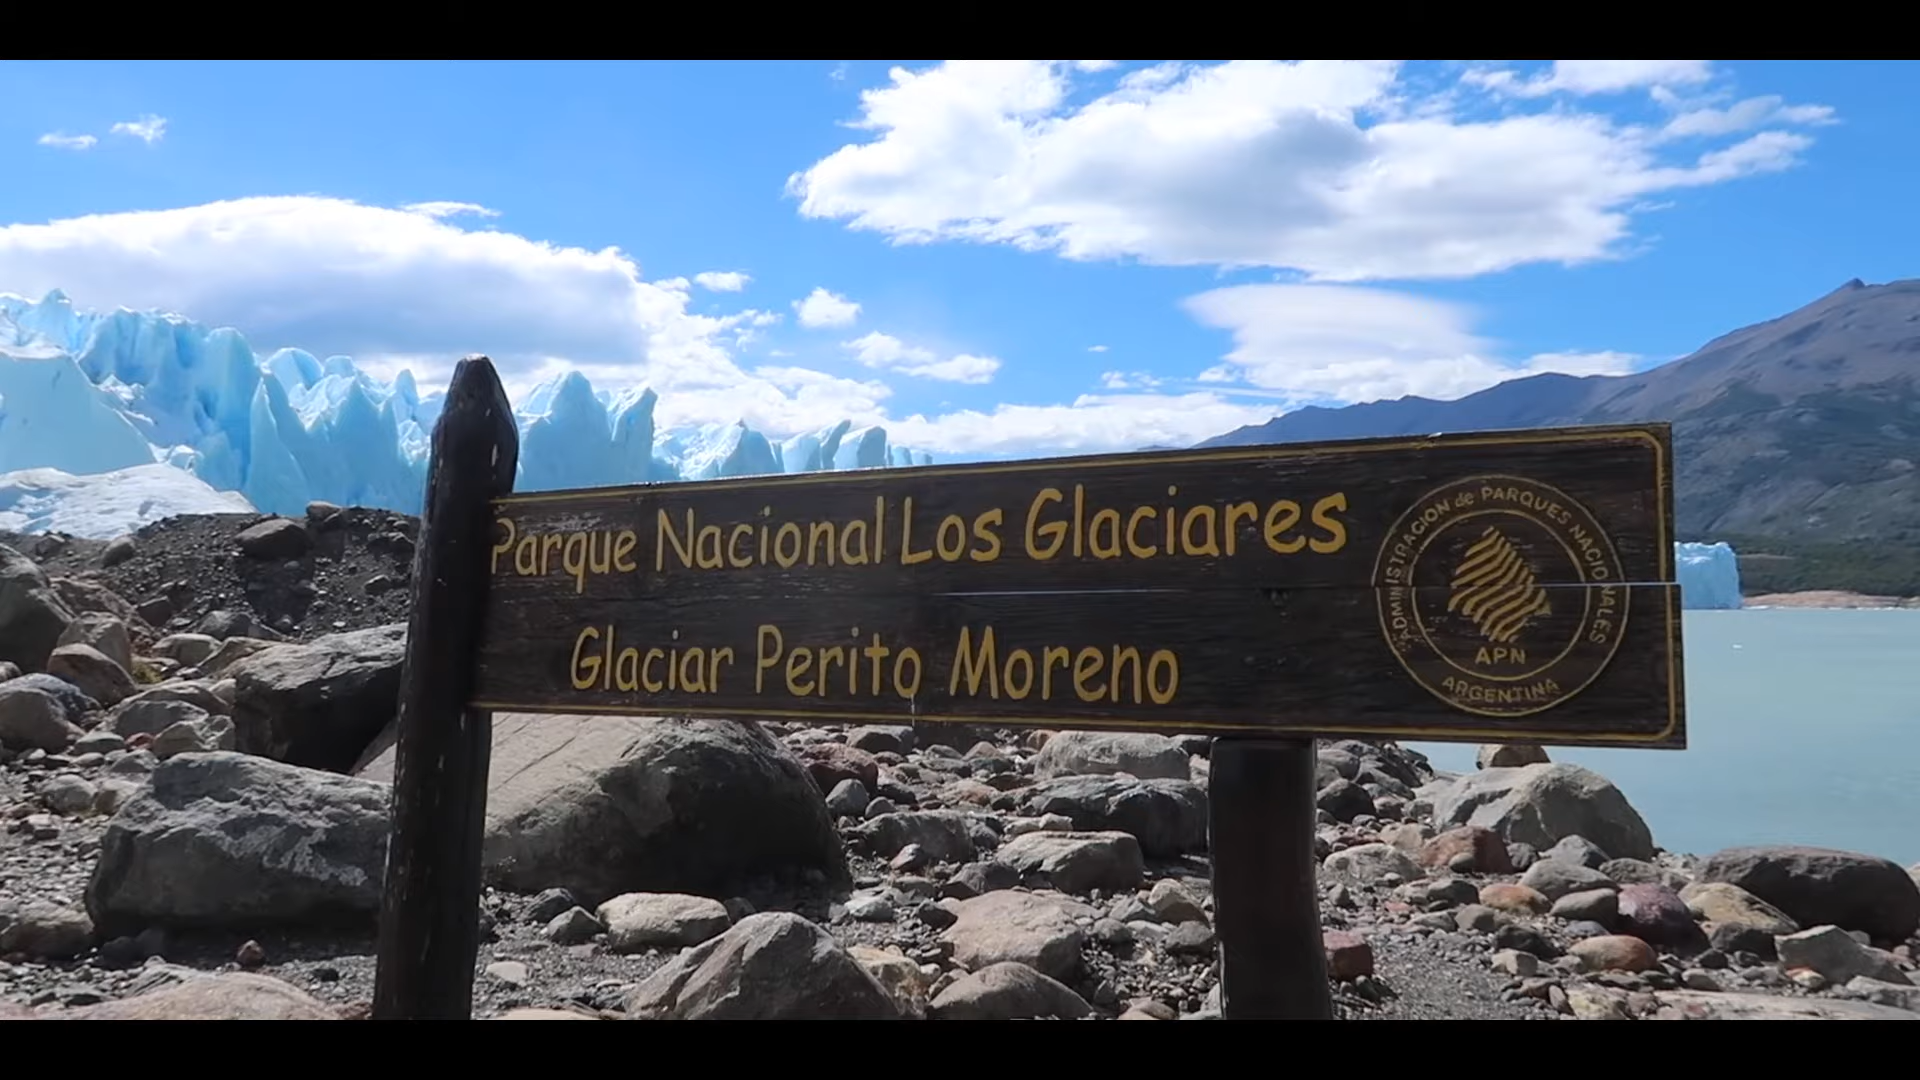 Parque Nacional Los Glaciares
Glaciar Perito Moreno
ADMINISTRACION de PARQUES NACIONALES
APN
ARGENTINA